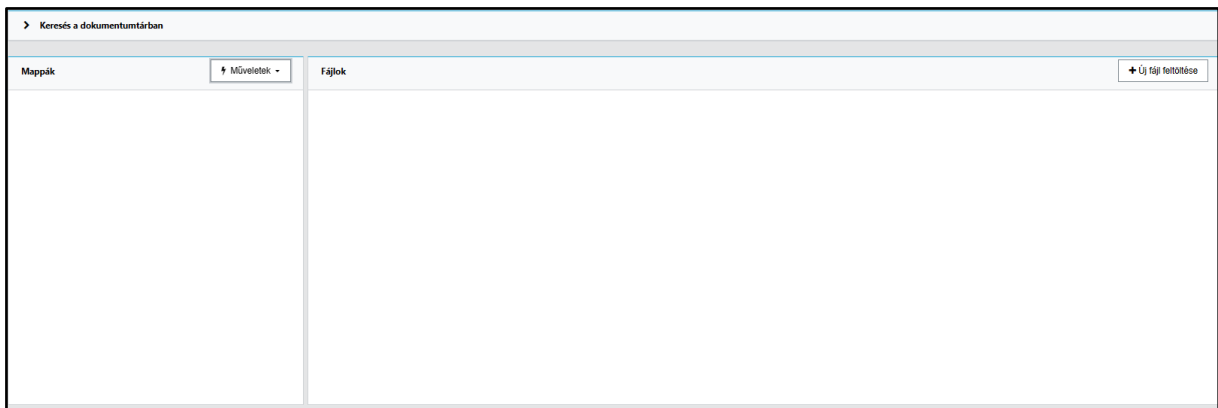 Keresés a dokumentumtárban
Mappák
Műveletek
Fájlok
Új fájl feltöltése